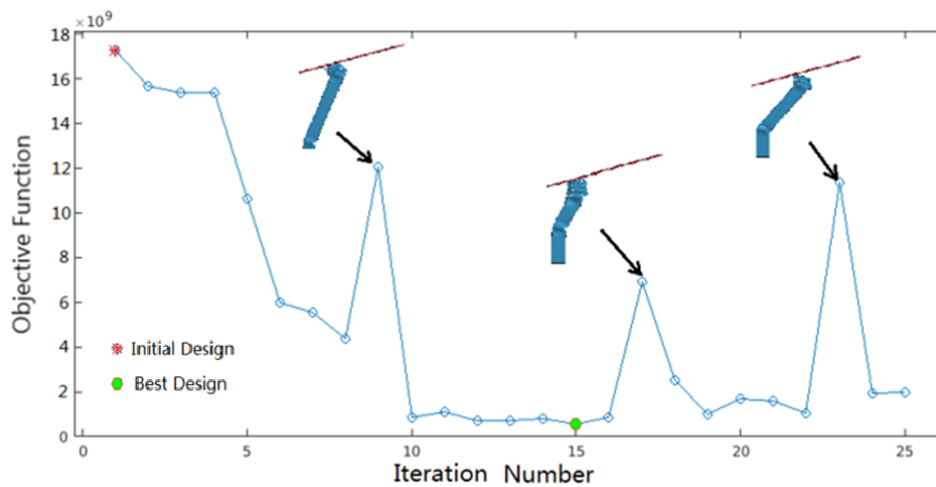 ×10⁹
18
16
14
12
10
8
6
4
2
0
Objective Function
Initial Design
Best Design
0 5 10 15 20 25
Iteration Number